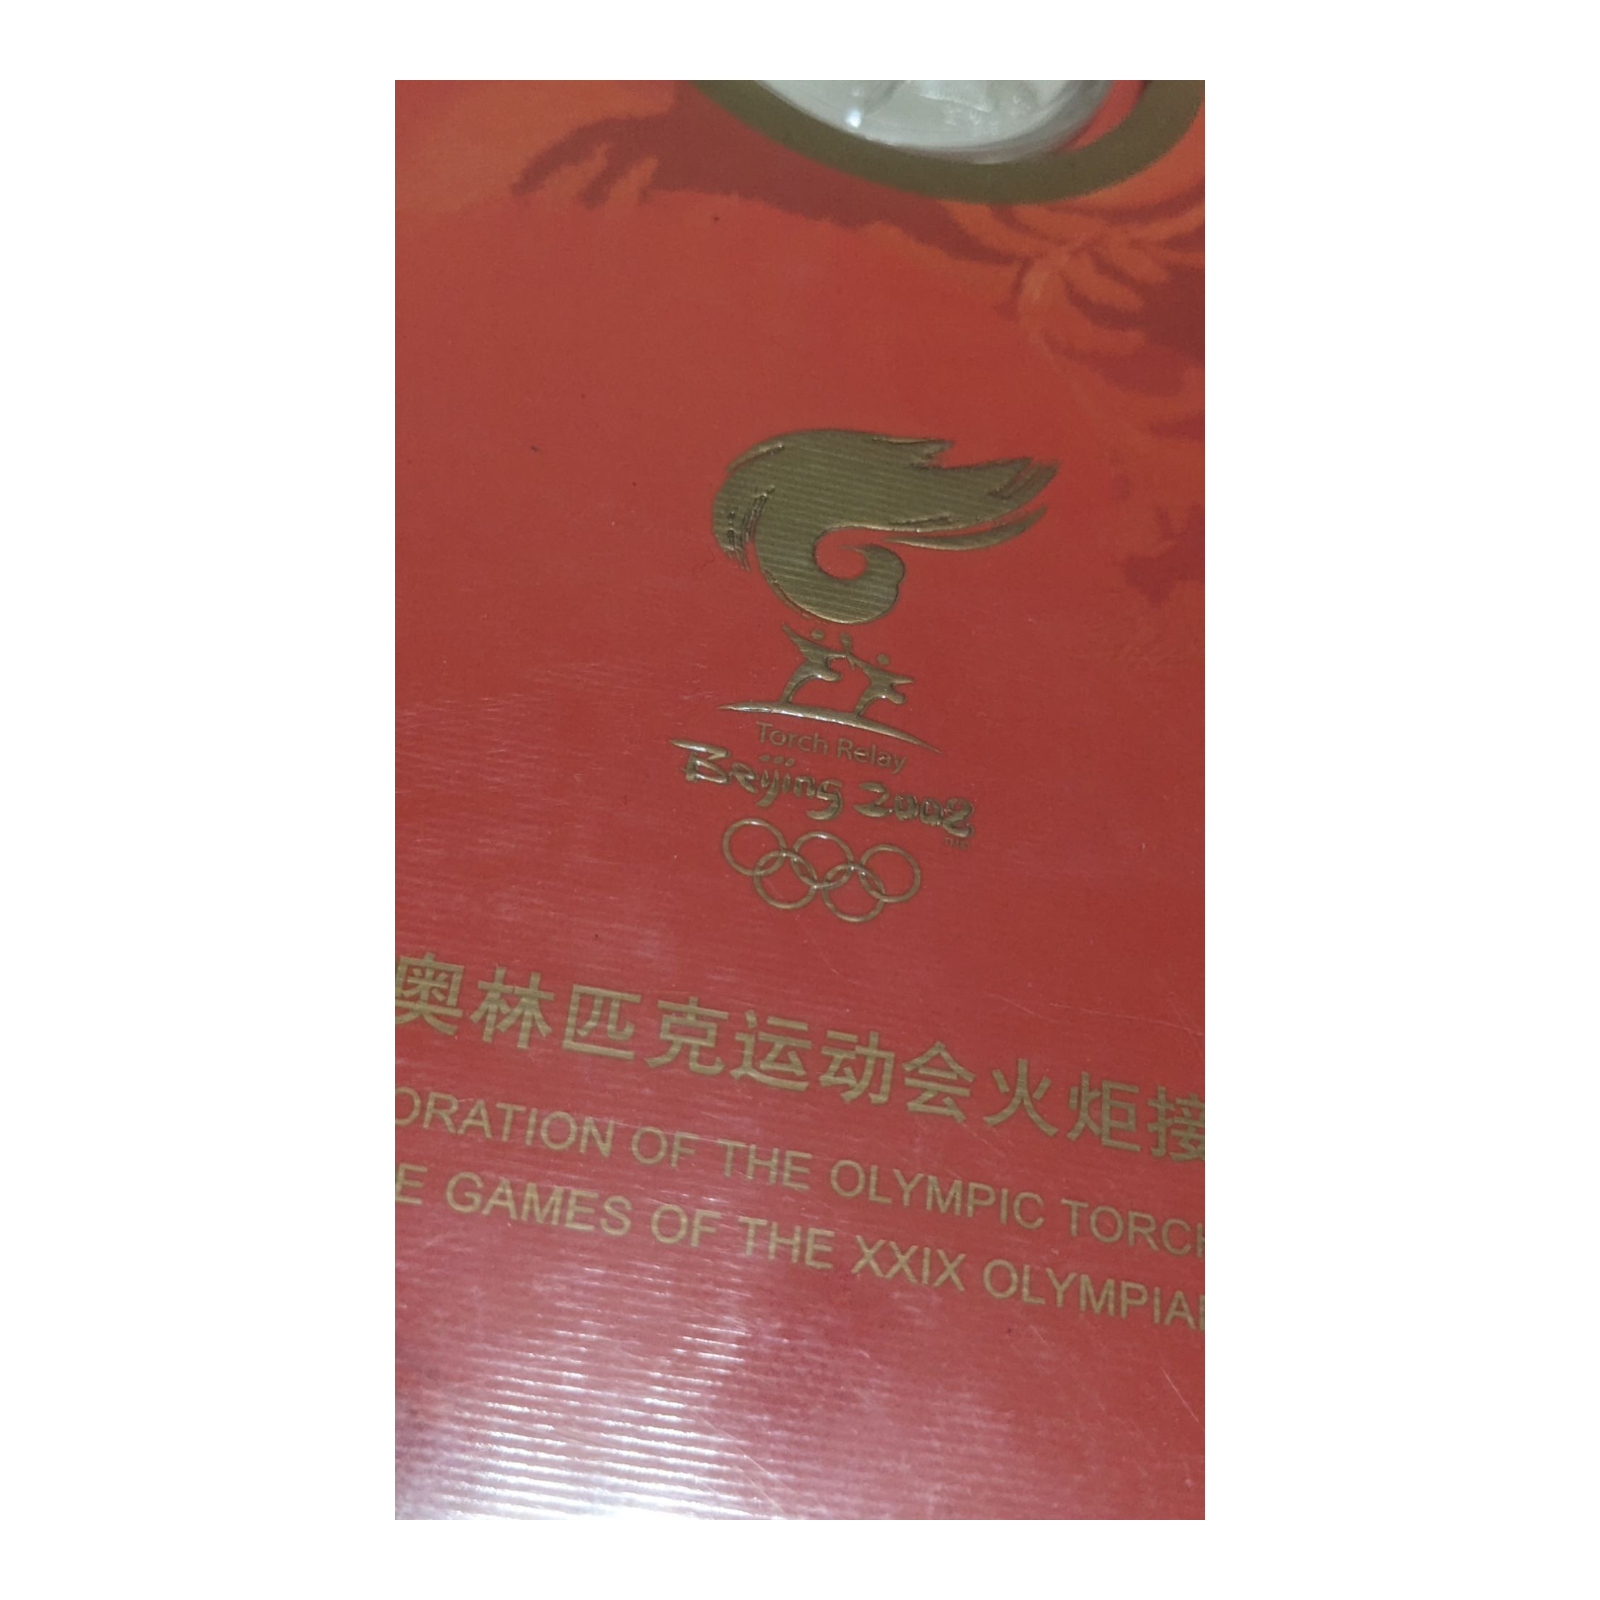 Torch Relay
Beijing 2008
奥林匹克运动会火炬接
ORATION OF THE OLYMPIC TORCH
E GAMES OF THE XXIX OLYMPIAD